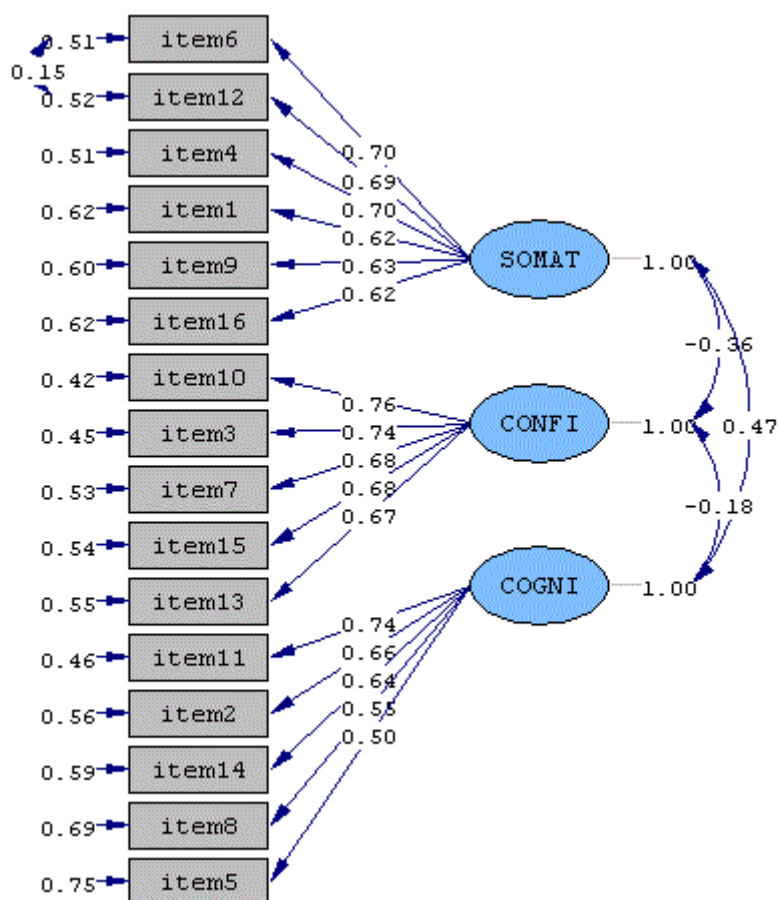 0.51 item6
0.15
0.52 item12
0.51 item4 0.70
0.69
0.62 item1 0.70
0.62
0.60 item9 0.63 SOMAT 1.00
0.62
0.62 item16
-0.36
0.42 item10
0.76
0.45 item3 0.74 CONFI 1.00 0.47
0.68
0.53 item7 0.68
-0.18
0.67
0.54 item15
0.55 item13 COGNI 1.00
0.74
0.46 item11 0.66
0.64
0.56 item2 0.55
0.50
0.59 item14
0.69 item8
0.75 item5